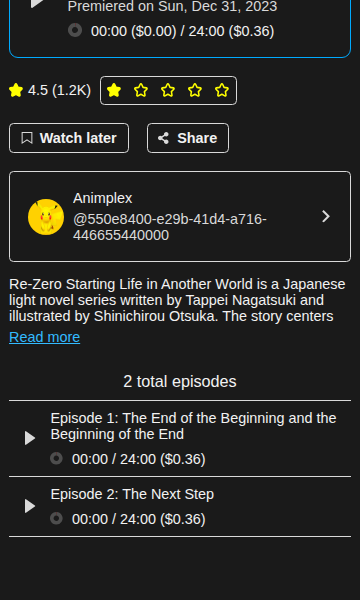 Premiered on Sun, Dec 31, 2023
00:00 ($0.00) / 24:00 ($0.36)
4.5 (1.2K)
Watch later
Share
Animplex
@550e8400-e29b-41d4-a716-
446655440000
Re-Zero Starting Life in Another World is a Japanese
light novel series written by Tappei Nagatsuki and
illustrated by Shinichirou Otsuka. The story centers
Read more
2 total episodes
Episode 1: The End of the Beginning and the
Beginning of the End
00:00 / 24:00 ($0.36)
Episode 2: The Next Step
00:00 / 24:00 ($0.36)